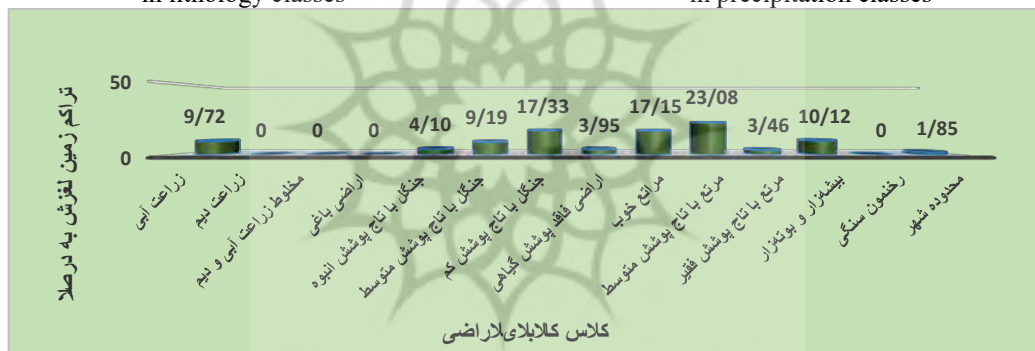 in lithology classes
in precipitation classes
تراکم زمین لغزش به درصد
50
0
9/72
0
0
0
4/10
9/19
17/33
3/95
17/15
23/08
3/46
10/12
0
1/85
زراعت آبی
زراعت دیم
مخلوط زراعت آبی و دیم
اراضی باغی
جنگل با تاج پوشش انبوه
جنگل با تاج پوشش متوسط
جنگل با تاج پوشش کم
اراضی فاقد پوشش گیاهی
مراتع خوب
مرتع با تاج پوشش متوسط
مرتع با تاج پوشش فقیر
بیشه‌زار و بوته‌زار
رخنمون سنگی
محدوده شهر
کلاس